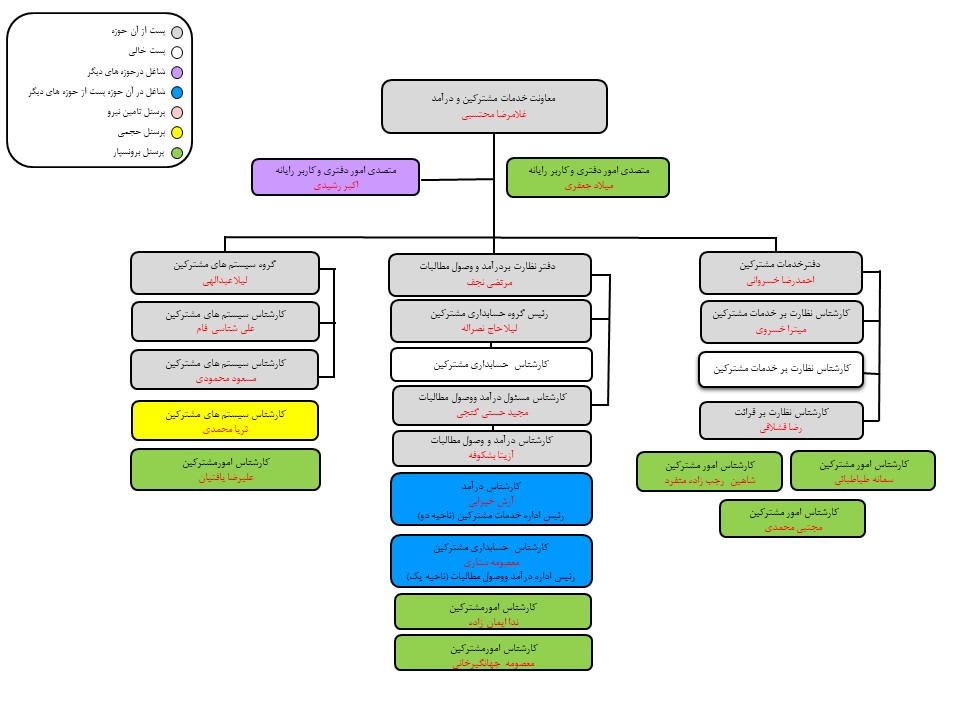 پست از آن حوزه
پست خالی
شاغل درحوزه های دیگر
شاغل در آن حوزه پست از حوزه های دیگر
پرسنل تامین نیرو
پرسنل حجمی
پرسنل برونسپار
معاونت خدمات مشترکین و درآمد
غلامرضا محتسبی
متصدی امور دفتری و کاربر رایانه
میلاد جعفری
متصدی امور دفتری و کاربر رایانه
اکبر رشیدی
دفترخدمات مشترکین
احمدرضا خسروانی
کارشناس نظارت بر خدمات مشترکین
میترا خسروی
کارشناس نظارت بر خدمات مشترکین
کارشناس نظارت بر قرائت
رضا قشلاقی
کارشناس امور مشترکین
سمانه طباطبائی
کارشناس امور مشترکین
شاهین رجب زاده متفرد
کارشناس امور مشترکین
مجتبی محمدی
دفتر نظارت بردرآمد و وصول مطالبات
مرتضی نجف
رئیس گروه حسابداری مشترکین
لیلا حاج نصراله
کارشناس حسابداری مشترکین
کارشناس مسئول درآمد ووصول مطالبات
مجید حسنی گنجی
کارشناس درآمد و وصول مطالبات
آزیتا بشکوفه
کارشناس درآمد
آرش خیرابی
رئیس اداره خدمات مشترکین (ناحیه دو)
کارشناس حسابداری مشترکین
معصومه ستاری
رئیس اداره درآمد ووصول مطالبات (ناحیه یک)
کارشناس امورمشترکین
ندا ایمان زاده
کارشناس امورمشترکین
معصومه جهانگیرخانی
گروه سیستم های مشترکین
لیلاعبدالهی
کارشناس سیستم های مشترکین
علی شناسی فام
کارشناس سیستم های مشترکین
مسعود محمودی
کارشناس سیستم های مشترکین
ثریا محمدی
کارشناس امورمشترکین
علیرضا یافتیان